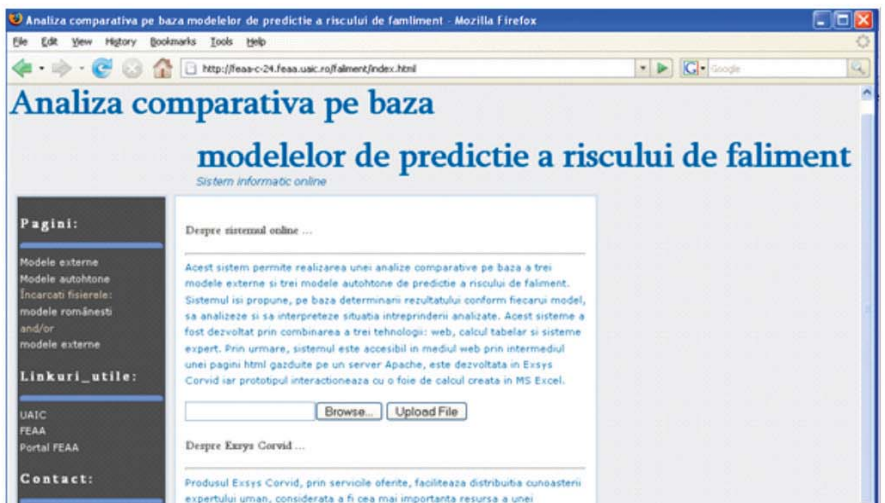 Analiza comparativa pe baza modelelor de predictie a riscului de famliment - Mozilla Firefox
File Edit View History Bookmarks Tools Help
http://feaa-c-24.feaa.uaic.ro/faliment/index.html
Google
Analiza comparativa pe baza
modelelor de predictie a riscului de faliment
Sistem informatic online
Pagini:
Modele externe
Modele autohtone
Încarcati fisierele:
modele românesti
and/or
modele externe
Linkuri_utile:
UAIC
FEAA
Portal FEAA
Contact:
Despre sistemul online ...
Acest sistem permite realizarea unei analize comparative pe baza a trei
modele externe si trei modele autohtone de predictie a riscului de faliment.
Sistemul isi propune, pe baza determinarii rezultatului conform fiecarui model,
sa analizeze si sa interpreteze situatia intreprinderii analizate. Acest sisteme a
fost dezvoltat prin combinarea a trei tehnologii: web, calcul tabelar si sisteme
expert. Prin urmare, sistemul este accesibil in mediul web prin intermediul
unei pagini html gazduite pe un server Apache, este dezvoltata in Exsys
Corvid iar prototipul interactioneaza cu o foie de calcul creata in MS Excel.
Browse... Upload File
Despre Exsys Corvid ...
Produsul Exsys Corvid, prin serviciile oferite, faciliteaza distribuitia cunoasterii
expertului uman, considerata a fi cea mai importanta resursa a unei